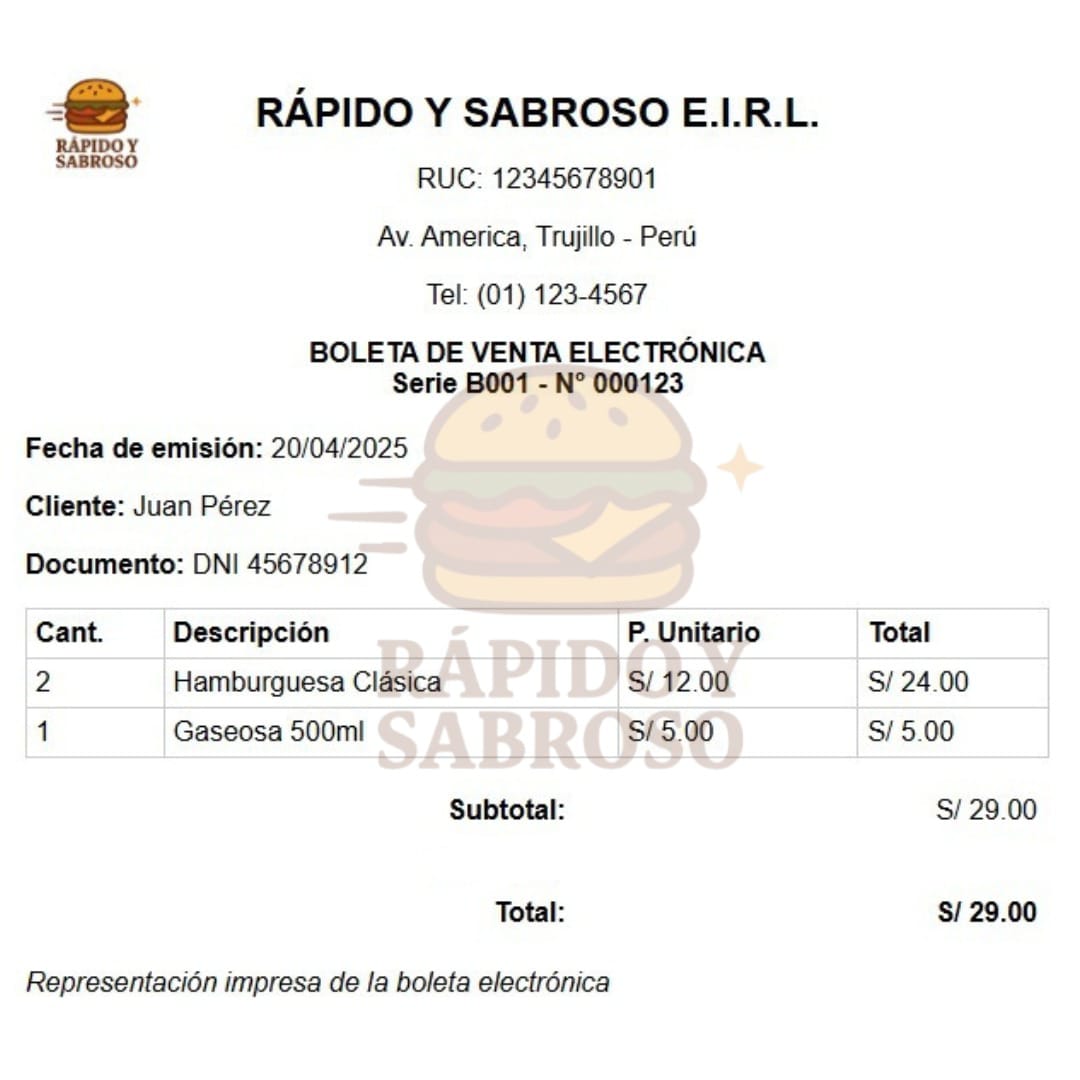 RÁPIDO Y
SABROSO
RÁPIDO Y SABROSO E.I.R.L.
RUC: 12345678901
Av. America, Trujillo - Perú
Tel: (01) 123-4567
BOLETA DE VENTA ELECTRÓNICA
Serie B001 - N° 000123
Fecha de emisión: 20/04/2025
Cliente: Juan Pérez
Documento: DNI 45678912
Cant. Descripción P. Unitario Total
2 Hamburguesa Clásica S/ 12.00 S/ 24.00
1 Gaseosa 500ml S/ 5.00 S/ 5.00
RÁPIDO Y
SABROSO
Subtotal: S/ 29.00
Total: S/ 29.00
Representación impresa de la boleta electrónica